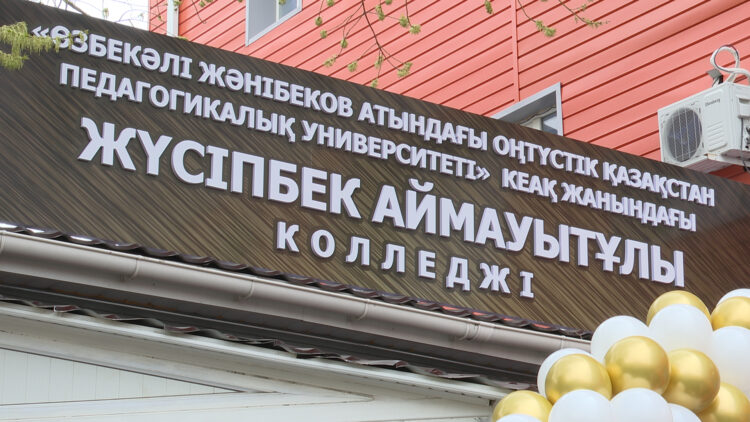 «ӨЗБЕКӘЛІ ЖӘНІБЕКОВ АТЫНДАҒЫ ОҢТҮСТІК ҚАЗАҚСТАН
ПЕДАГОГИКАЛЫҚ УНИВЕРСИТЕТІ» КЕАҚ ЖАНЫНДАҒЫ
ЖҮСІПБЕК АЙМАУЫТҰЛЫ
КОЛЛЕДЖІ